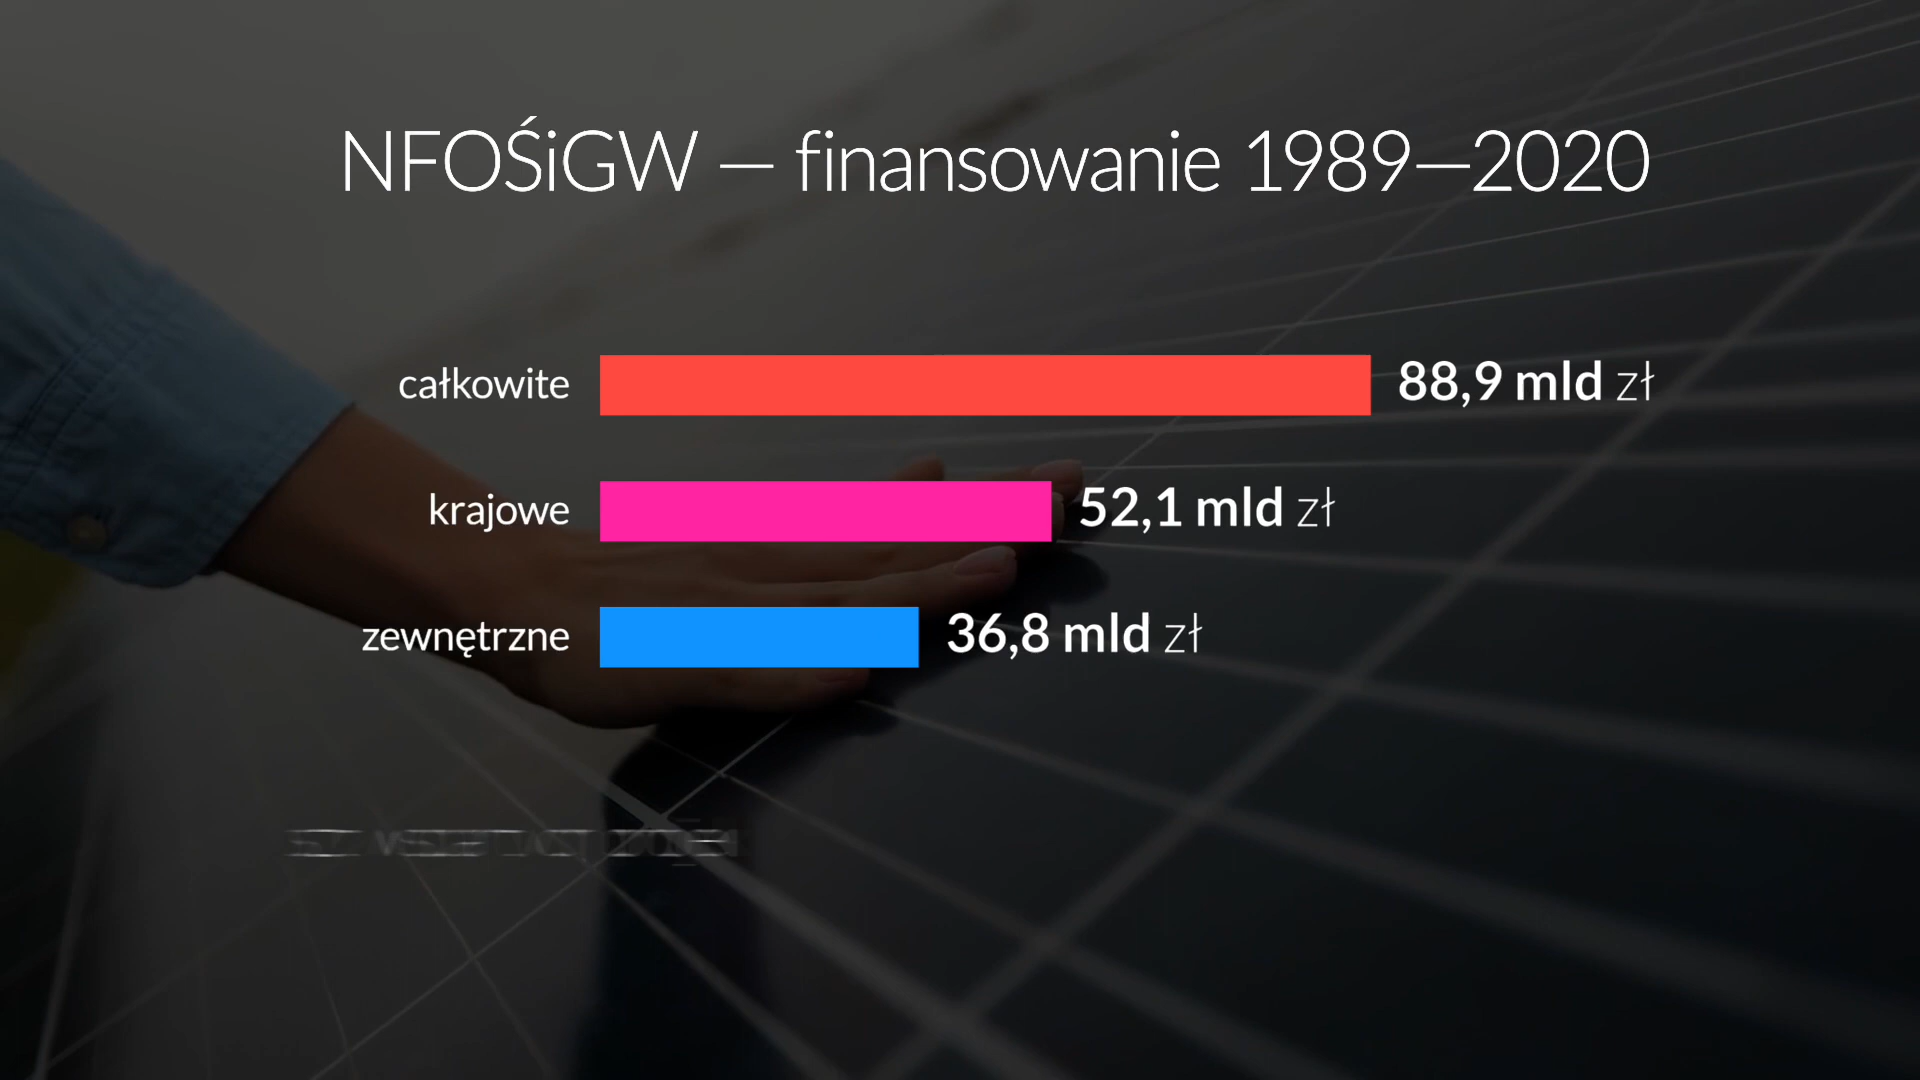 NFOŚiGW — finansowanie 1989—2020
całkowite 88,9 mld zł
krajowe 52,1 mld zł
zewnętrzne 36,8 mld zł